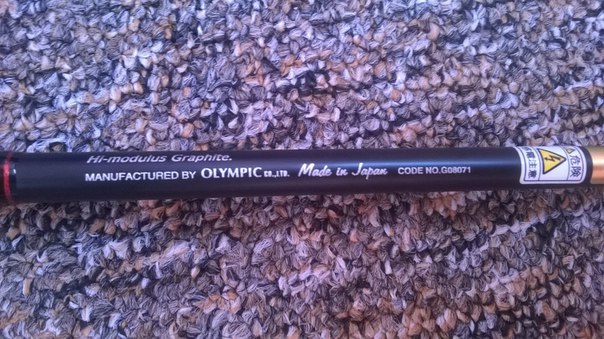 Hi-modulus Graphite.
MANUFACTURED BY OLYMPIC CO.,LTD. Made in Japan CODE NO.G08071